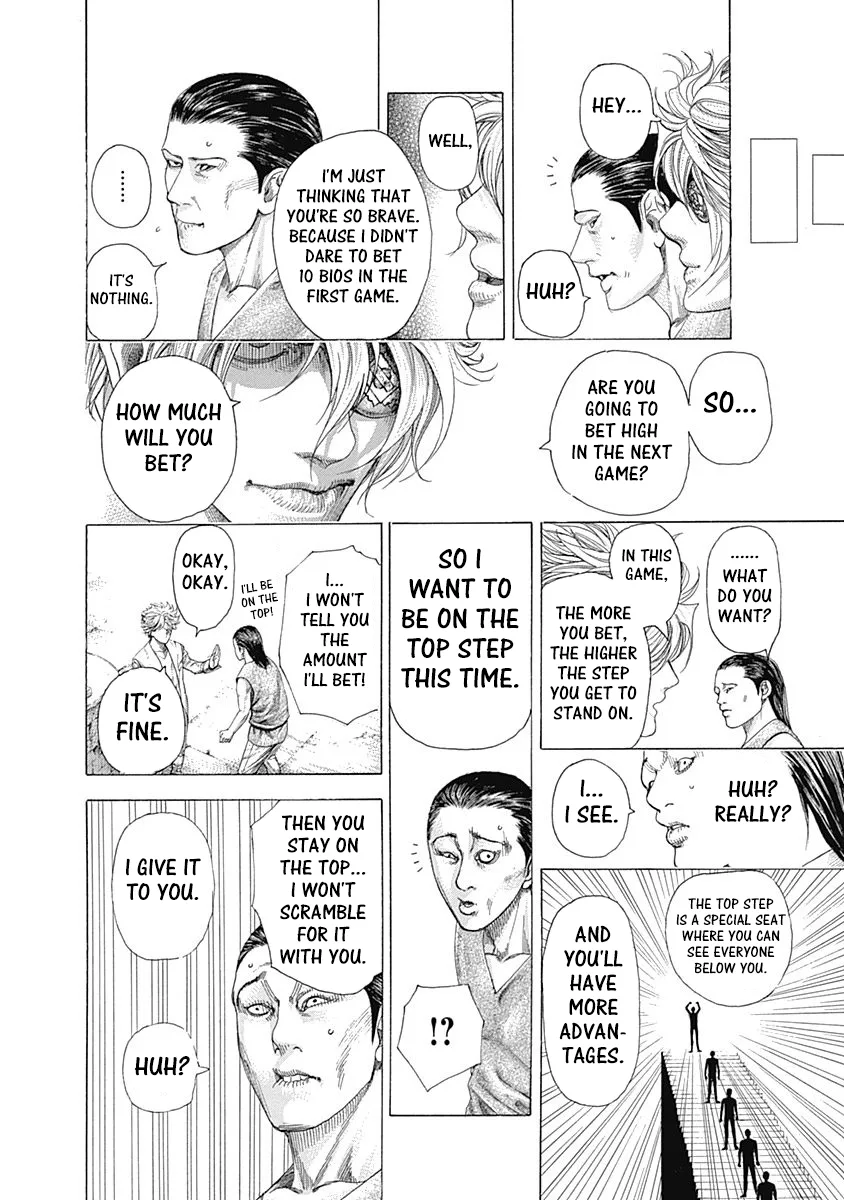 HEY...
HUH?
WELL,
I'M JUST
THINKING THAT
YOU'RE SO BRAVE.
BECAUSE I DIDN'T
DARE TO BET
10 BIOS IN THE
FIRST GAME.
......
IT'S
NOTHING.
SO...
ARE YOU
GOING TO
BET HIGH
IN THE NEXT
GAME?
HOW MUCH
WILL YOU
BET?
......
WHAT
DO YOU
WANT?
IN THIS
GAME,
THE MORE
YOU BET,
THE HIGHER
THE STEP
YOU GET TO
STAND ON.
HUH?
REALLY?
I...
I SEE.
THE TOP STEP
IS A SPECIAL SEAT
WHERE YOU CAN
SEE EVERYONE
BELOW YOU.
AND
YOU'LL
HAVE
MORE
ADVAN-
TAGES.
SO I
WANT TO
BE ON THE
TOP STEP
THIS TIME.
!?
I...
I WON'T
TELL YOU
THE
AMOUNT
I'LL BET!
I'LL BE
ON THE
TOP!
OKAY,
OKAY.
IT'S
FINE.
THEN YOU
STAY ON
THE TOP...
I WON'T
SCRAMBLE
FOR IT
WITH YOU.
I GIVE IT
TO YOU.
HUH?